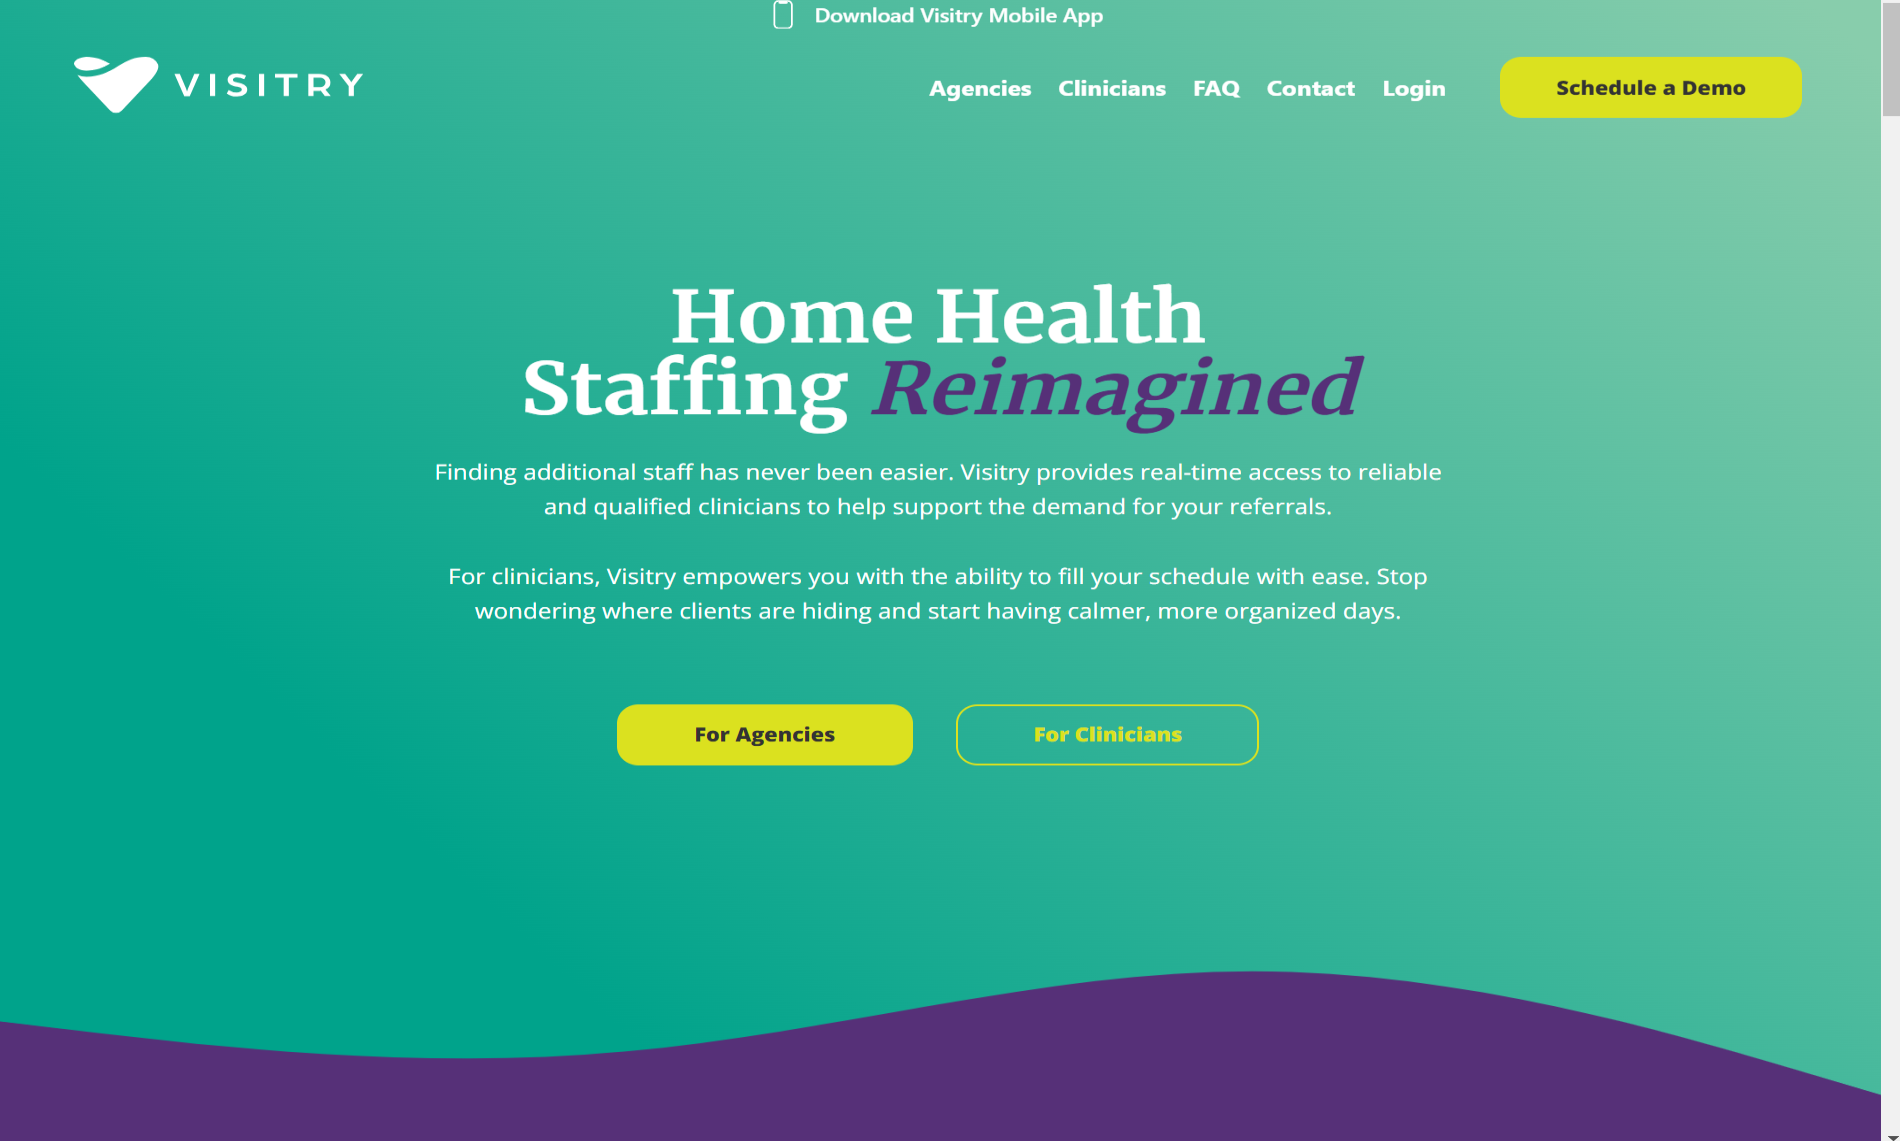 Download Visitry Mobile App
VISITRY
Agencies Clinicians FAQ Contact Login Schedule a Demo
Home Health
Staffing Reimagined
Finding additional staff has never been easier. Visitry provides real-time access to reliable
and qualified clinicians to help support the demand for your referrals.
For clinicians, Visitry empowers you with the ability to fill your schedule with ease. Stop
wondering where clients are hiding and start having calmer, more organized days.
For Agencies For Clinicians